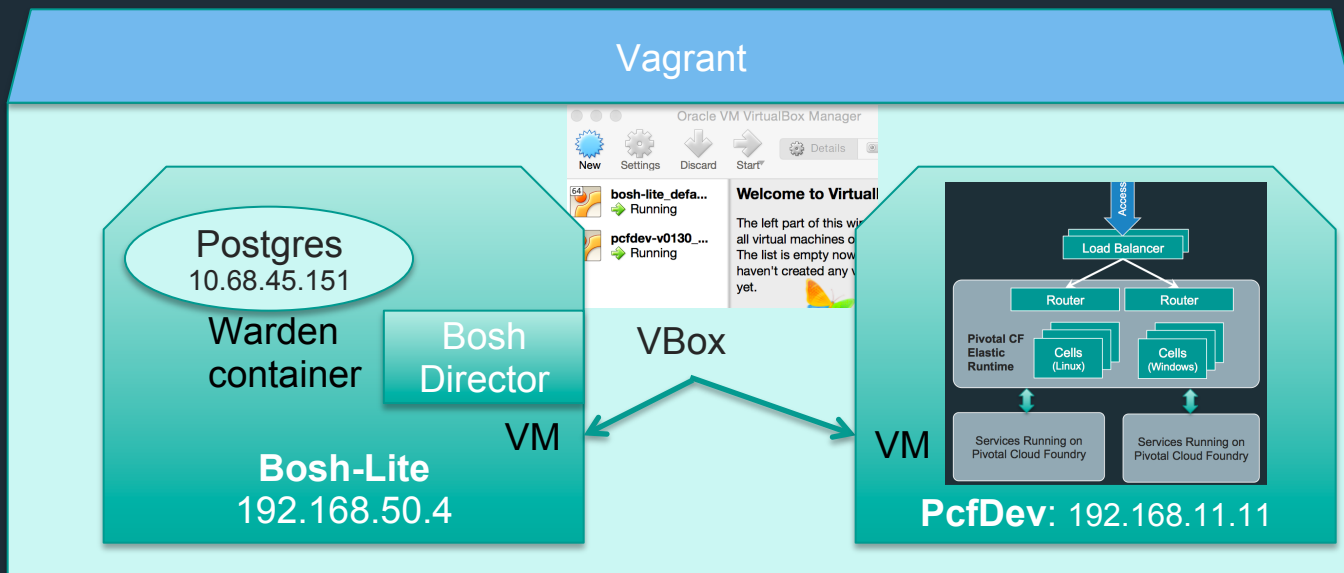 Vagrant
Oracle VM VirtualBox Manager
New
Settings
Discard
Start
Details
64
bosh-lite_defa...
Running
pcfdev-v0130_...
Running
Welcome to Virtual
The left part of this
all virtual machines o
The list is empty now
haven't created any
yet.
Postgres
10.68.45.151
Warden
container
Bosh
Director
VM
Bosh-Lite
192.168.50.4
VBox
Access
Load Balancer
Router
Router
Pivotal CF
Elastic
Runtime
Cells
(Linux)
Cells
(Windows)
Services Running on
Pivotal Cloud Foundry
Services Running on
Pivotal Cloud Foundry
VM
PcfDev: 192.168.11.11